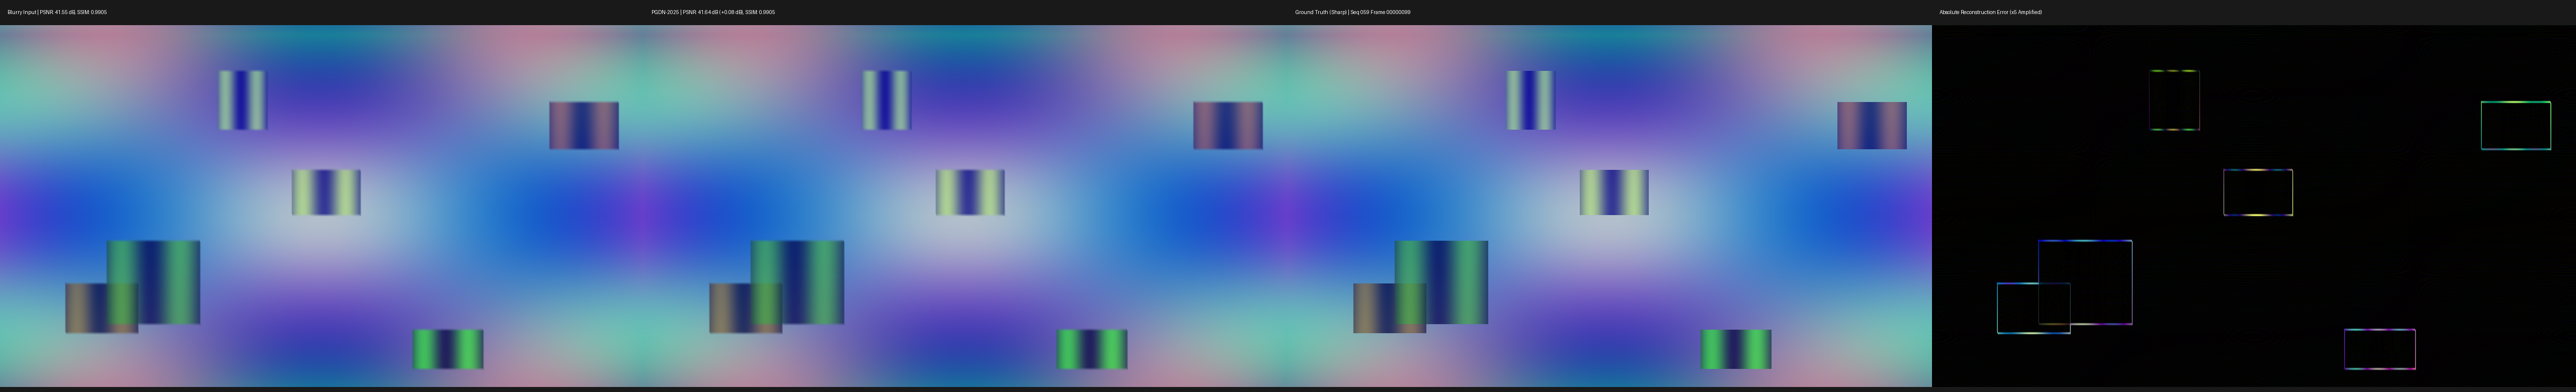 Blurry Input | PSNR: 41.55 dB, SSIM: 0.9905
PGDN-2025 | PSNR: 41.64 dB (+0.08 dB), SSIM: 0.9905
Ground Truth (Sharp) | Seq 059 Frame 00000099
Absolute Reconstruction Error (x5 Amplified)